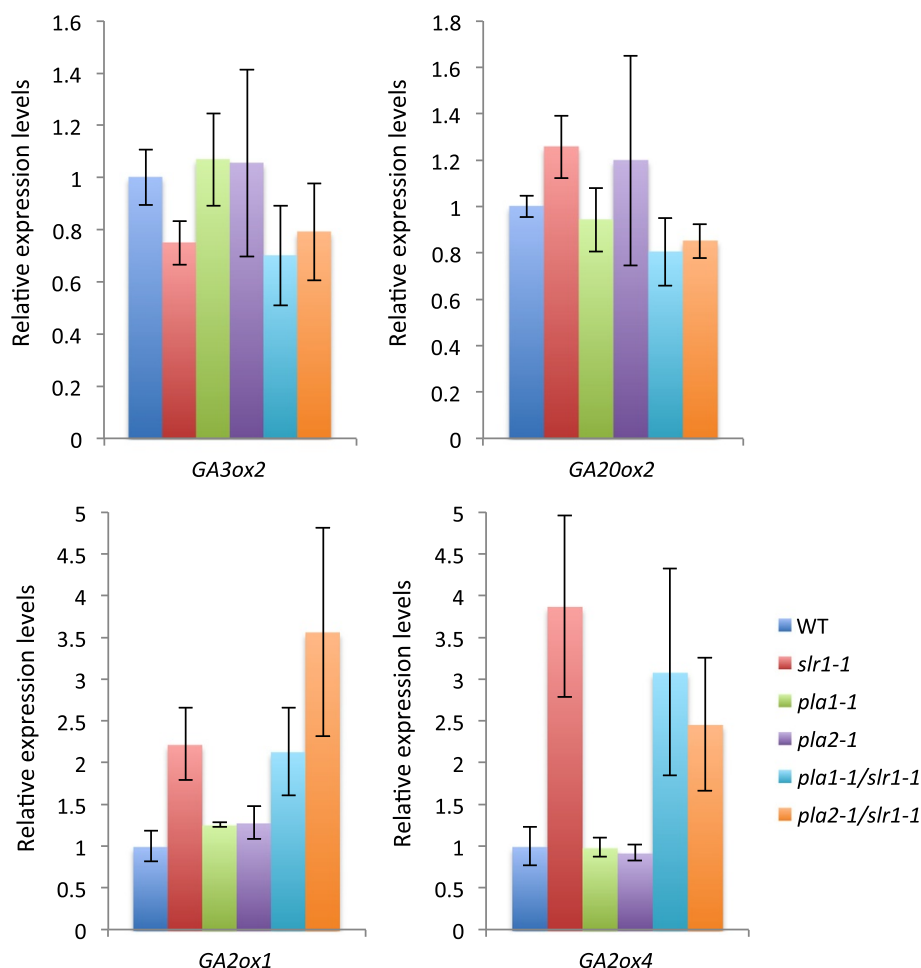 1.6
1.4
1.2
1
0.8
0.6
0.4
0.2
0
Relative expression levels
GA3ox2
1.8
1.6
1.4
1.2
1
0.8
0.6
0.4
0.2
0
Relative expression levels
GA20ox2
5
4.5
4
3.5
3
2.5
2
1.5
1
0.5
0
Relative expression levels
GA2ox1
5
4.5
4
3.5
3
2.5
2
1.5
1
0.5
0
Relative expression levels
GA2ox4
WT
slr1-1
pla1-1
pla2-1
pla1-1/slr1-1
pla2-1/slr1-1